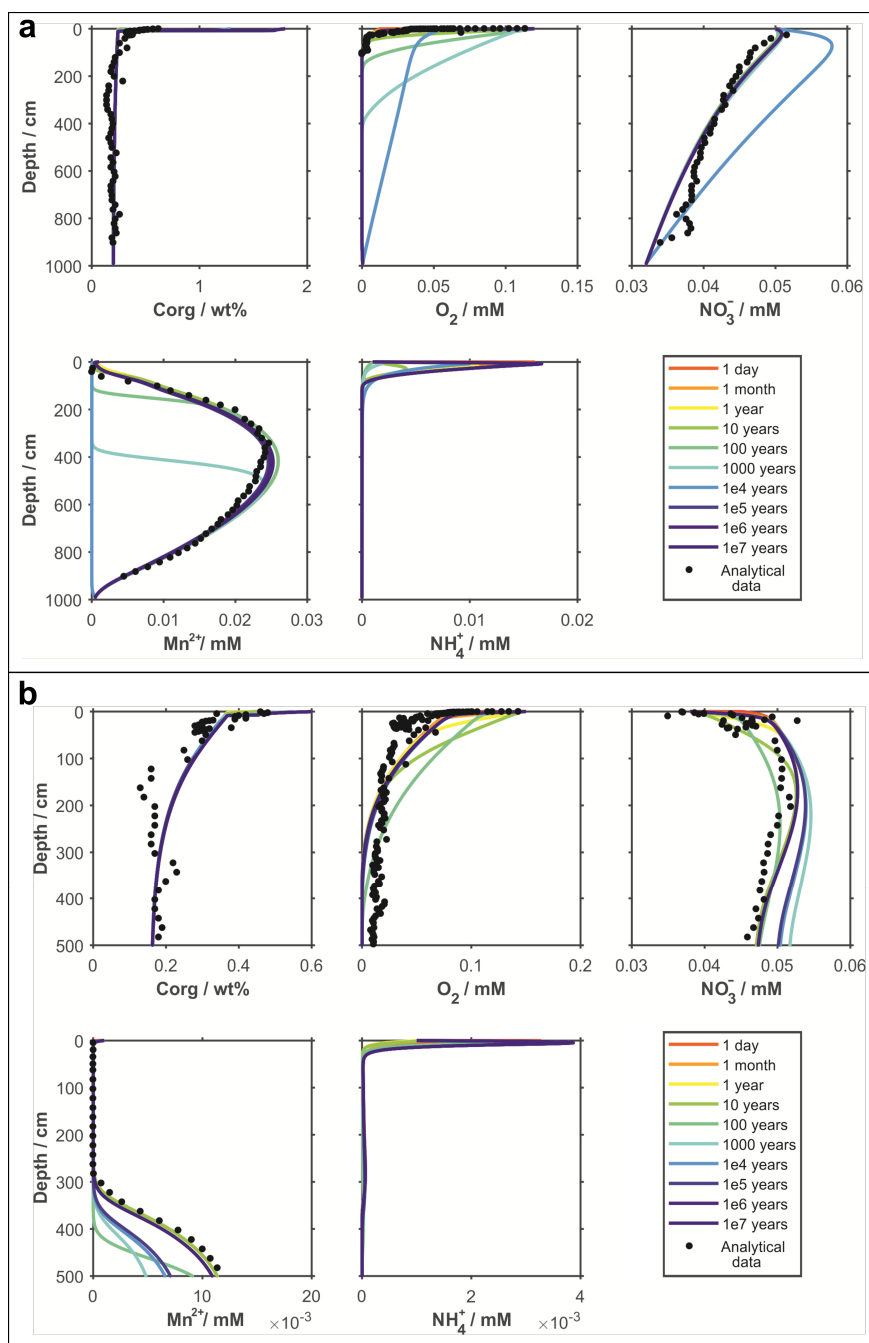 a
0
200
400
600
800
1000
Depth / cm
0 1 2
Corg / wt%
0 0.05 0.10 0.15
O₂ / mM
0.03 0.04 0.05 0.06
NO₃⁻ / mM
0
200
400
600
800
1000
Depth / cm
0 0.01 0.02 0.03
Mn²⁺/ mM
0 0.01 0.02
NH₄⁺ / mM
1 day
1 month
1 year
10 years
100 years
1000 years
1e4 years
1e5 years
1e6 years
1e7 years
Analytical
data
b
0
100
200
300
400
500
Depth / cm
0 0.2 0.4 0.6
Corg / wt%
0 0.1 0.2
O₂ / mM
0.03 0.04 0.05 0.06
NO₃⁻ / mM
0
100
200
300
400
500
Depth / cm
0 10 20
Mn²⁺/ mM ×10⁻³
0 2 4
NH₄⁺ / mM ×10⁻³
1 day
1 month
1 year
10 years
100 years
1000 years
1e4 years
1e5 years
1e6 years
1e7 years
Analytical
data